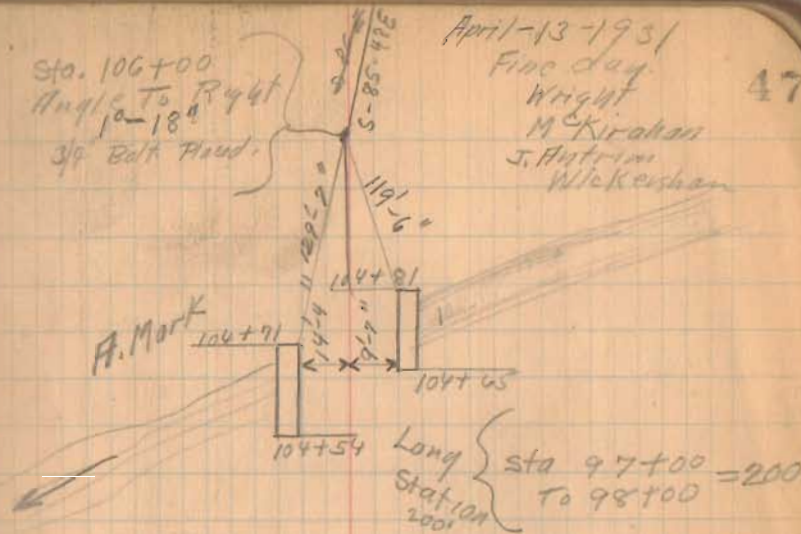 April-13-1931
Fine day.
47
Wright
McKirahan
J. Antrim
Wickersham
Sta. 106+00
Angle To Right
1°-18"
3/4" Bolt Placed.
S-85-49E
119'-6"
129'-7"
104+81
A. Mark
104+71
14'-4"
9'-7"
104+65
104+54
Long
Station
200'
Sta 97+00
To 98+00
=200